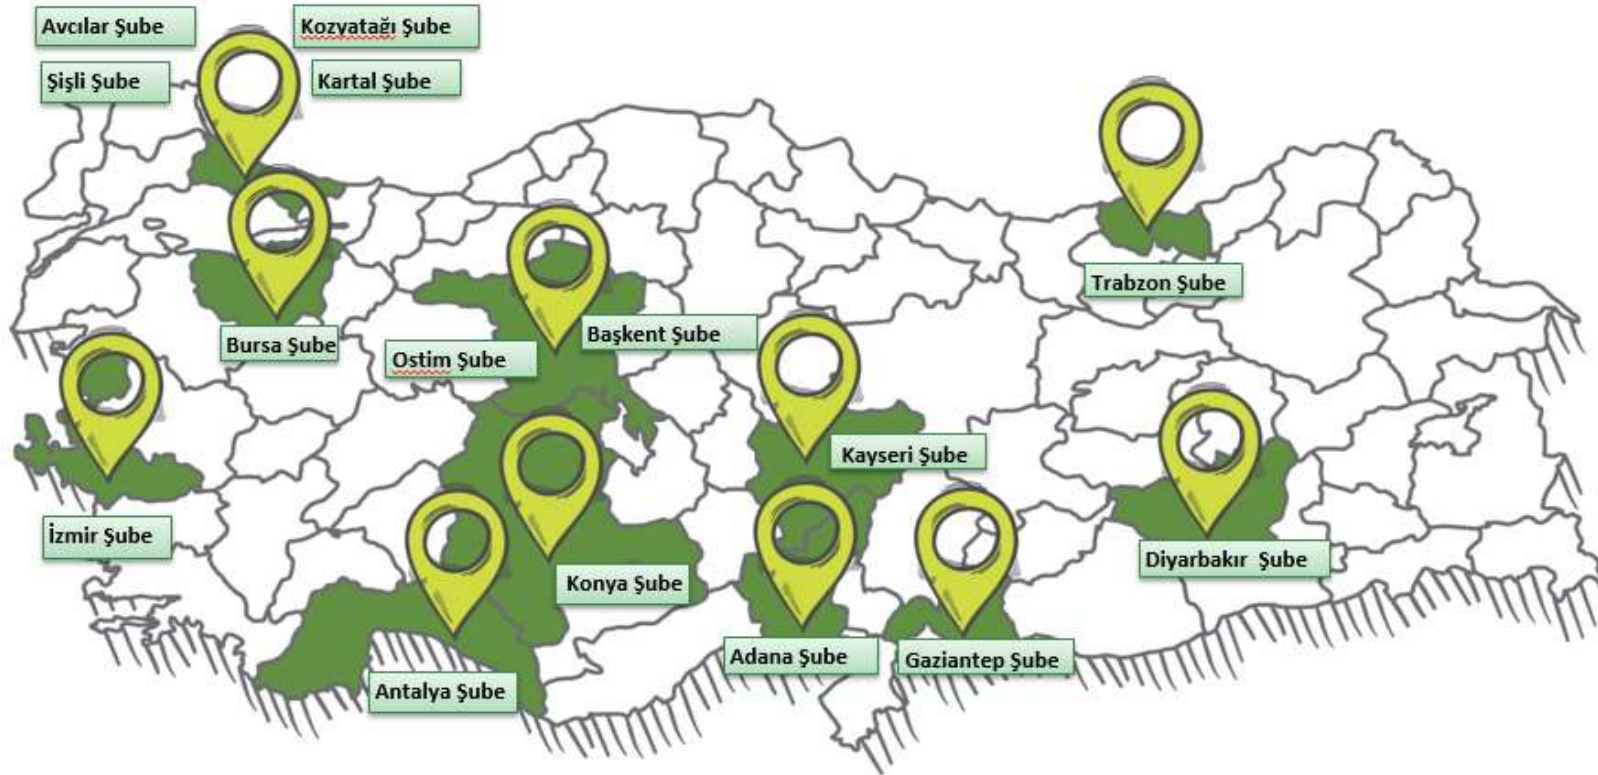 Avcılar Şube
Kozyatağı Şube
Şişli Şube
Kartal Şube
Trabzon Şube
Bursa Şube
Başkent Şube
Ostim Şube
Kayseri Şube
İzmir Şube
Diyarbakır Şube
Konya Şube
Adana Şube
Gaziantep Şube
Antalya Şube